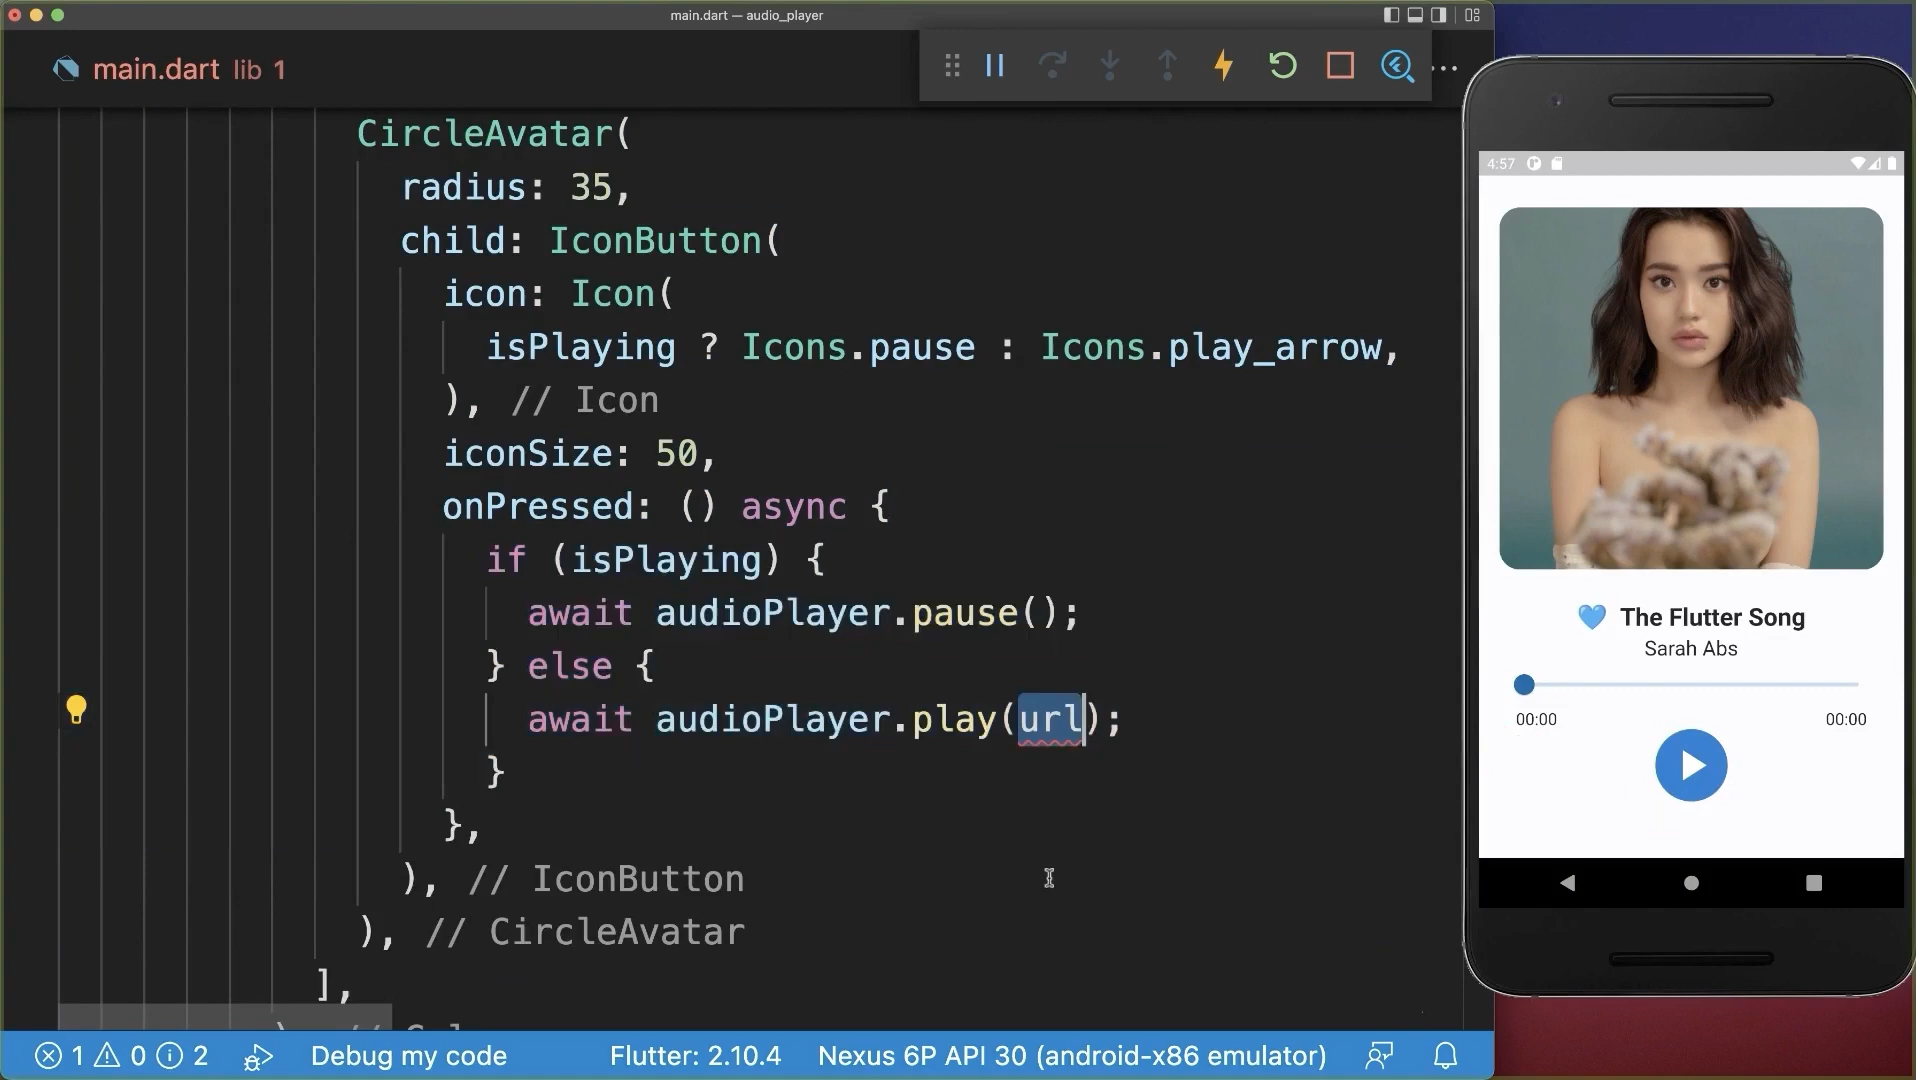 main.dart — audio_player
main.dart lib 1
CircleAvatar(
radius: 35,
child: IconButton(
icon: Icon(
isPlaying ? Icons.pause : Icons.play_arrow,
), // Icon
iconSize: 50,
onPressed: () async {
if (isPlaying) {
await audioPlayer.pause();
} else {
await audioPlayer.play(url);
}
},
), // IconButton
), // CircleAvatar
],
1 0 2 Debug my code Flutter: 2.10.4 Nexus 6P API 30 (android-x86 emulator)
4:57
The Flutter Song
Sarah Abs
00:00 00:00